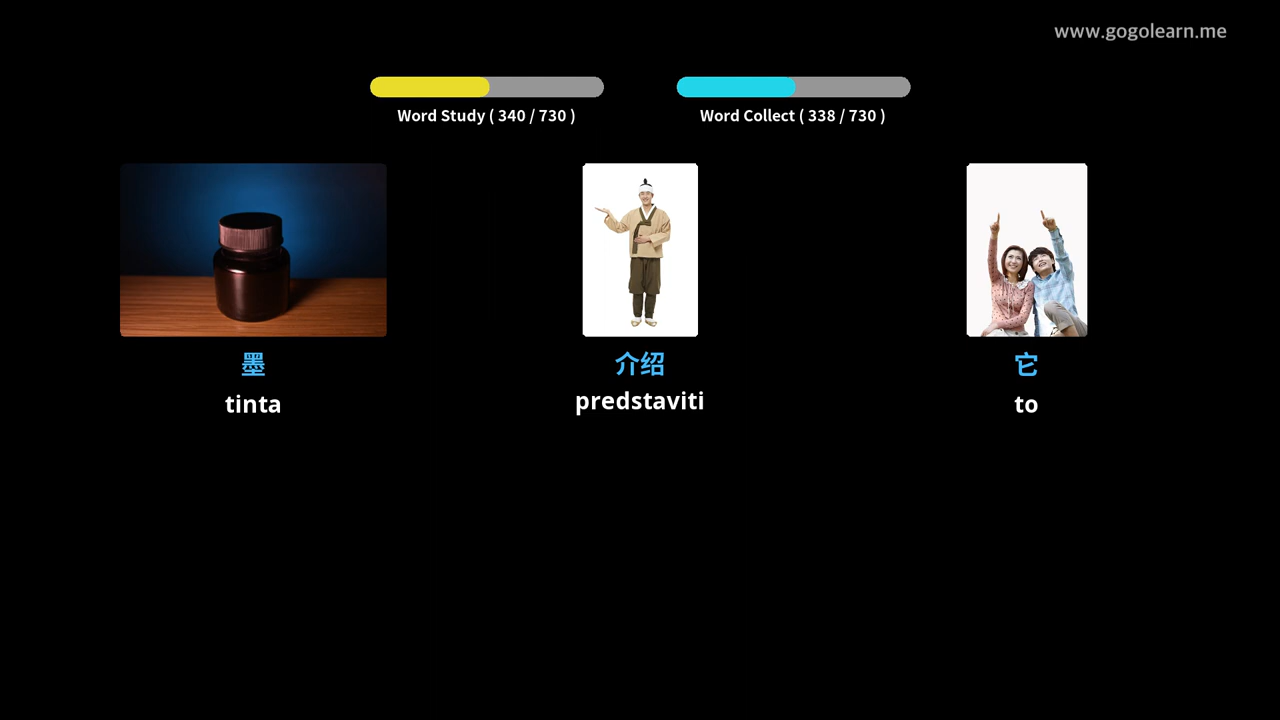 www.gogolearn.me
Word Study ( 340 / 730 )
Word Collect ( 338 / 730 )
墨
介绍
它
tinta
predstaviti
to